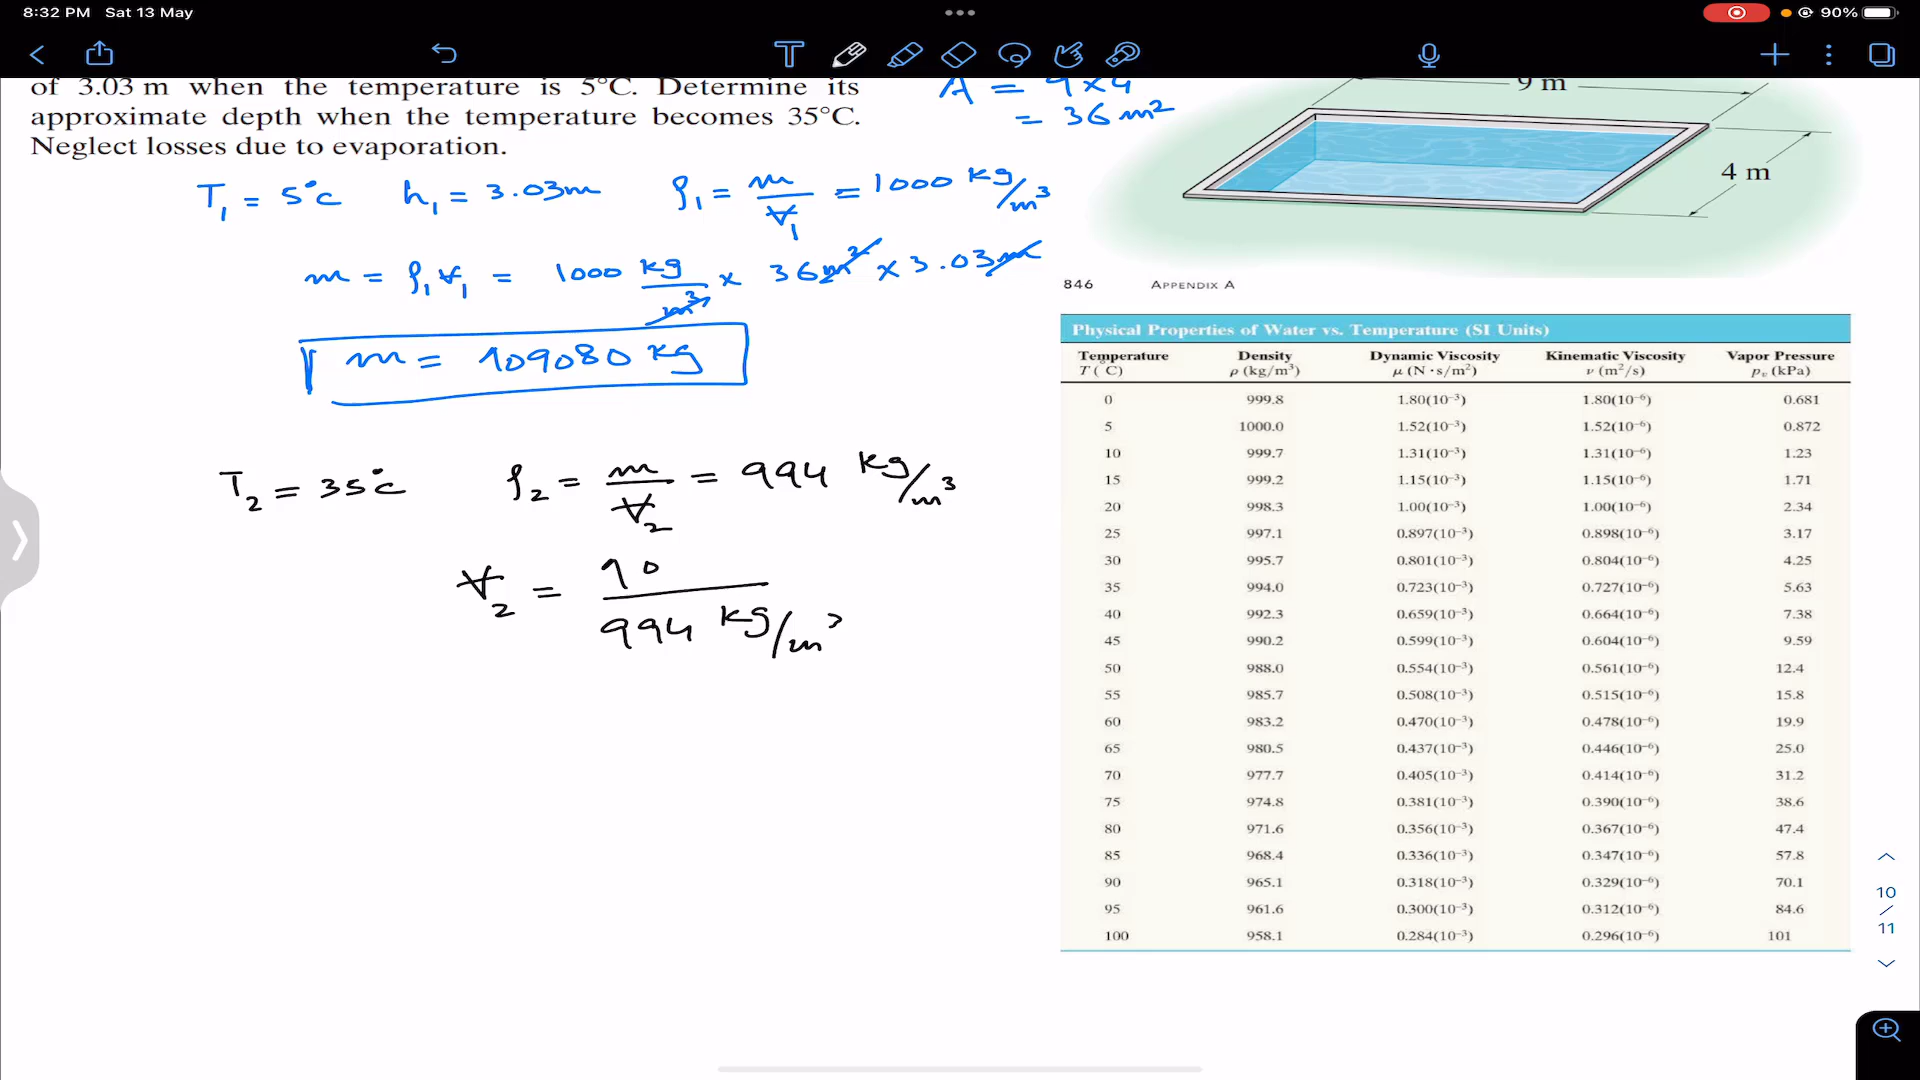 8:32 PM Sat 13 May
90%
of 3.03 m when the temperature is 5°C. Determine its
approximate depth when the temperature becomes 35°C.
Neglect losses due to evaporation.
A = 9 x 4
= 36 m²
9 m
4 m
T₁ = 5°C h₁ = 3.03m ρ₁ = m/V₁ = 1000 kg/m³
m = ρ₁ V₁ = 1000 kg/m³ x 36m² x 3.03m
m = 109080 kg
T₂ = 35°C ρ₂ = m/V₂ = 994 kg/m³
V₂ = 10/994 kg/m³
846 APPENDIX A
Physical Properties of Water vs. Temperature (SI Units)
Temperature Density Dynamic Viscosity Kinematic Viscosity Vapor Pressure
T (°C) ρ (kg/m³) μ (N·s/m²) ν (m²/s) pᵥ (kPa)
0 999.8 1.80(10⁻³) 1.80(10⁻⁶) 0.681
5 1000.0 1.52(10⁻³) 1.52(10⁻⁶) 0.872
10 999.7 1.31(10⁻³) 1.31(10⁻⁶) 1.23
15 999.2 1.15(10⁻³) 1.15(10⁻⁶) 1.71
20 998.3 1.00(10⁻³) 1.00(10⁻⁶) 2.34
25 997.1 0.897(10⁻³) 0.898(10⁻⁶) 3.17
30 995.7 0.801(10⁻³) 0.804(10⁻⁶) 4.25
35 994.0 0.723(10⁻³) 0.727(10⁻⁶) 5.63
40 992.3 0.659(10⁻³) 0.664(10⁻⁶) 7.38
45 990.2 0.599(10⁻³) 0.604(10⁻⁶) 9.59
50 988.0 0.554(10⁻³) 0.561(10⁻⁶) 12.4
55 985.7 0.508(10⁻³) 0.515(10⁻⁶) 15.8
60 983.2 0.470(10⁻³) 0.478(10⁻⁶) 19.9
65 980.5 0.437(10⁻³) 0.446(10⁻⁶) 25.0
70 977.7 0.405(10⁻³) 0.414(10⁻⁶) 31.2
75 974.8 0.381(10⁻³) 0.390(10⁻⁶) 38.6
80 971.6 0.356(10⁻³) 0.367(10⁻⁶) 47.4
85 968.4 0.336(10⁻³) 0.347(10⁻⁶) 57.8
90 965.1 0.318(10⁻³) 0.329(10⁻⁶) 70.1
95 961.6 0.300(10⁻³) 0.312(10⁻⁶) 84.6
100 958.1 0.284(10⁻³) 0.296(10⁻⁶) 101
10
/
11